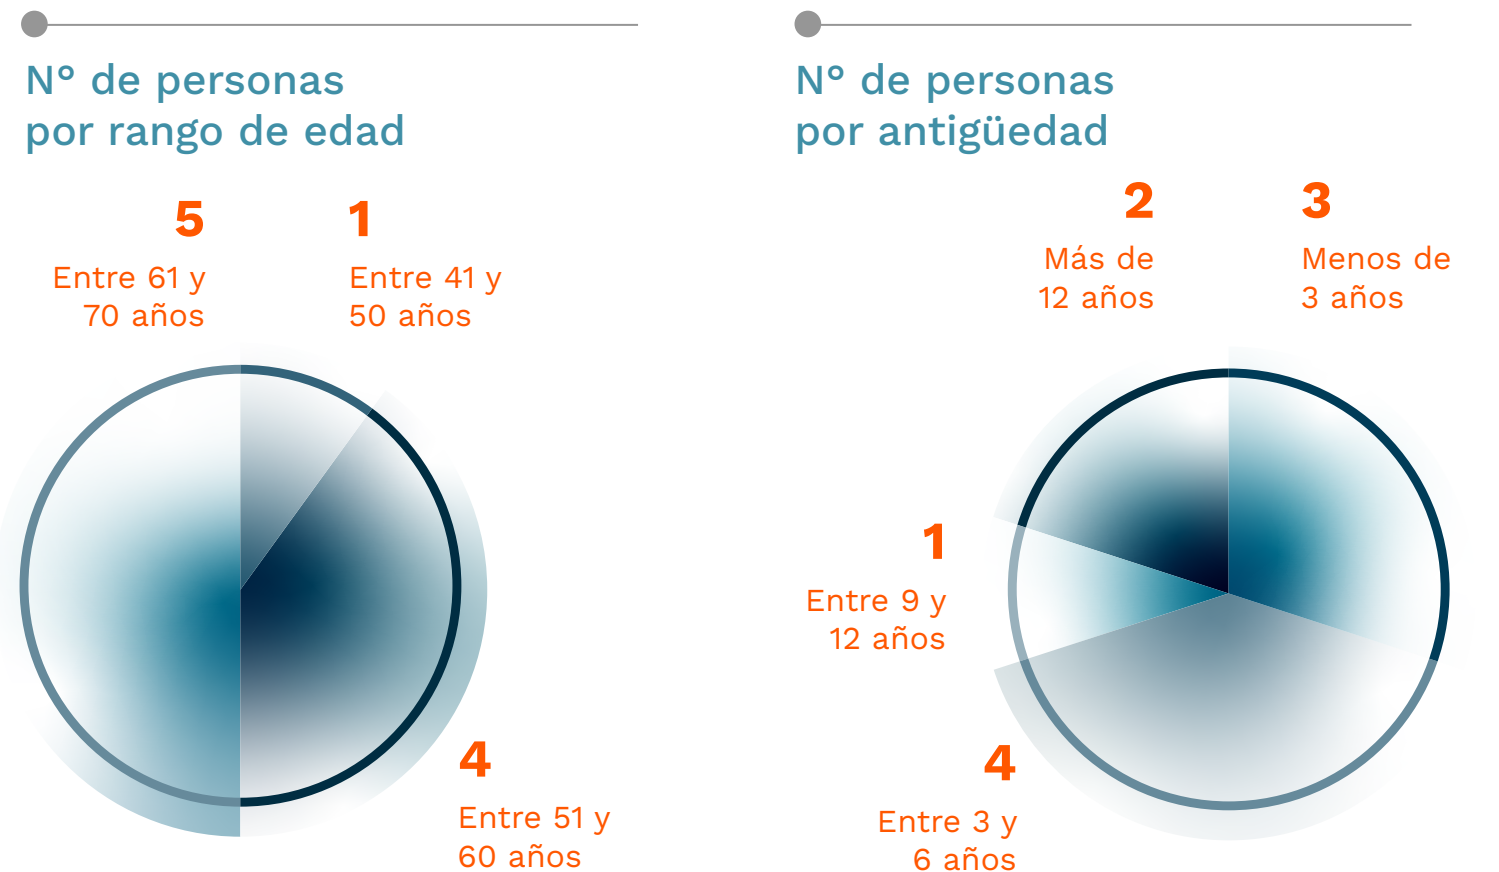 N° de personas
por rango de edad
5
Entre 61 y
70 años
1
Entre 41 y
50 años
4
Entre 51 y
60 años
N° de personas
por antigüedad
2
Más de
12 años
3
Menos de
3 años
1
Entre 9 y
12 años
4
Entre 3 y
6 años